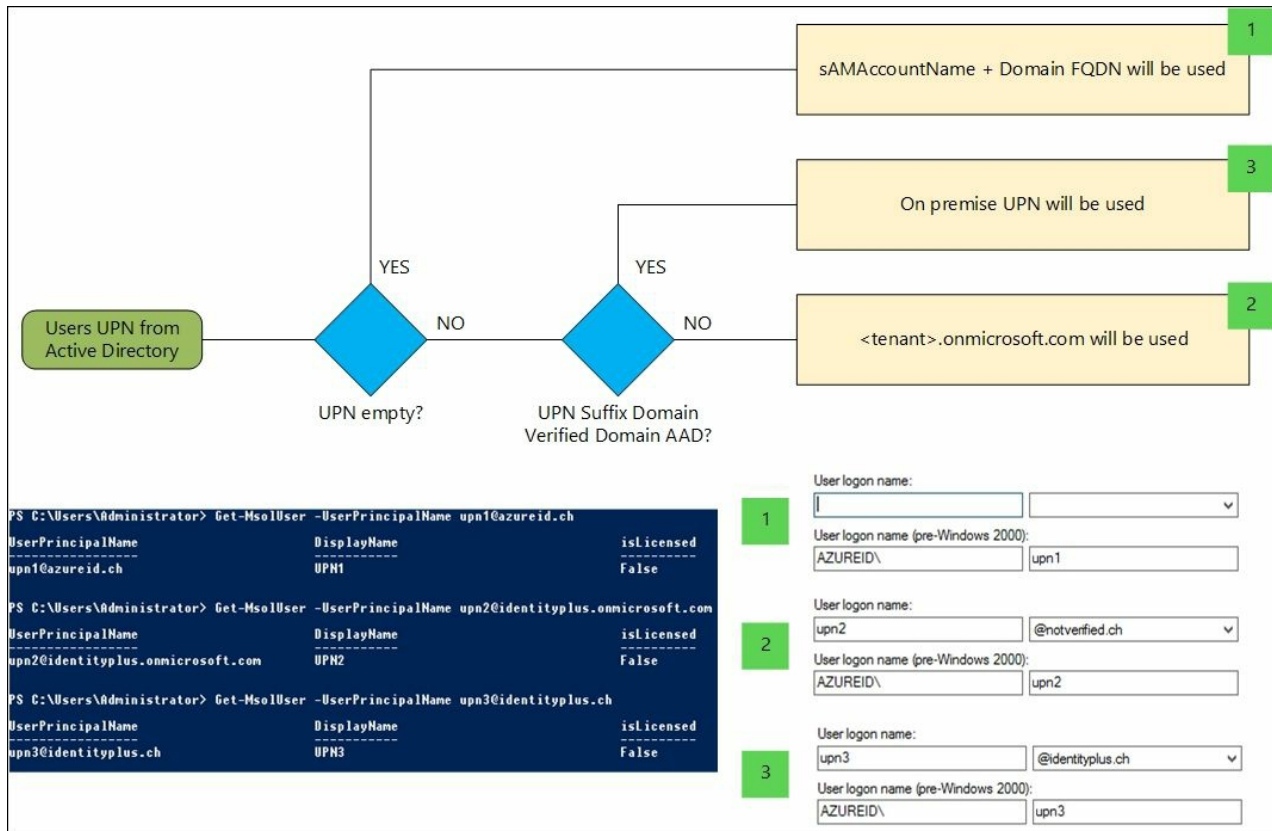 1
sAMAccountName + Domain FQDN will be used
3
On premise UPN will be used
YES
YES
2
Users UPN from
Active Directory
NO
NO
<tenant>.onmicrosoft.com will be used
UPN empty?
UPN Suffix Domain
Verified Domain AAD?
PS C:\Users\Administrator> Get-MsolUser -UserPrincipalName upn1@azureid.ch
UserPrincipalName DisplayName isLicensed
----------------- ----------- ----------
upn1@azureid.ch UPN1 False
PS C:\Users\Administrator> Get-MsolUser -UserPrincipalName upn2@identityplus.onmicrosoft.com
UserPrincipalName DisplayName isLicensed
----------------- ----------- ----------
upn2@identityplus.onmicrosoft.com UPN2 False
PS C:\Users\Administrator> Get-MsolUser -UserPrincipalName upn3@identityplus.ch
UserPrincipalName DisplayName isLicensed
----------------- ----------- ----------
upn3@identityplus.ch UPN3 False
1
User logon name:
User logon name (pre-Windows 2000):
AZUREID\ upn1
2
User logon name:
upn2 @notverified.ch
User logon name (pre-Windows 2000):
AZUREID\ upn2
3
User logon name:
upn3 @identityplus.ch
User logon name (pre-Windows 2000):
AZUREID\ upn3